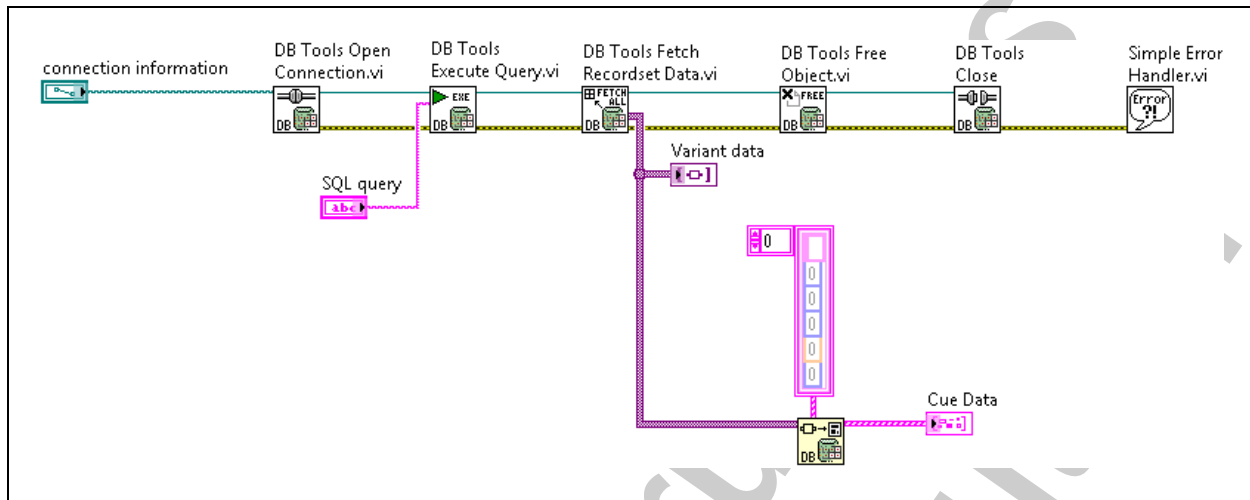 connection information
DB Tools Open
Connection.vi
DB Tools
Execute Query.vi
DB Tools Fetch
Recordset Data.vi
DB Tools Free
Object.vi
DB Tools
Close
Simple Error
Handler.vi
DB
EXE
DB
FETCH
ALL
DB
FREE
DB
DB
Error
?!
Variant data
SQL query
abc
0
0
0
0
0
0
Cue Data
DB